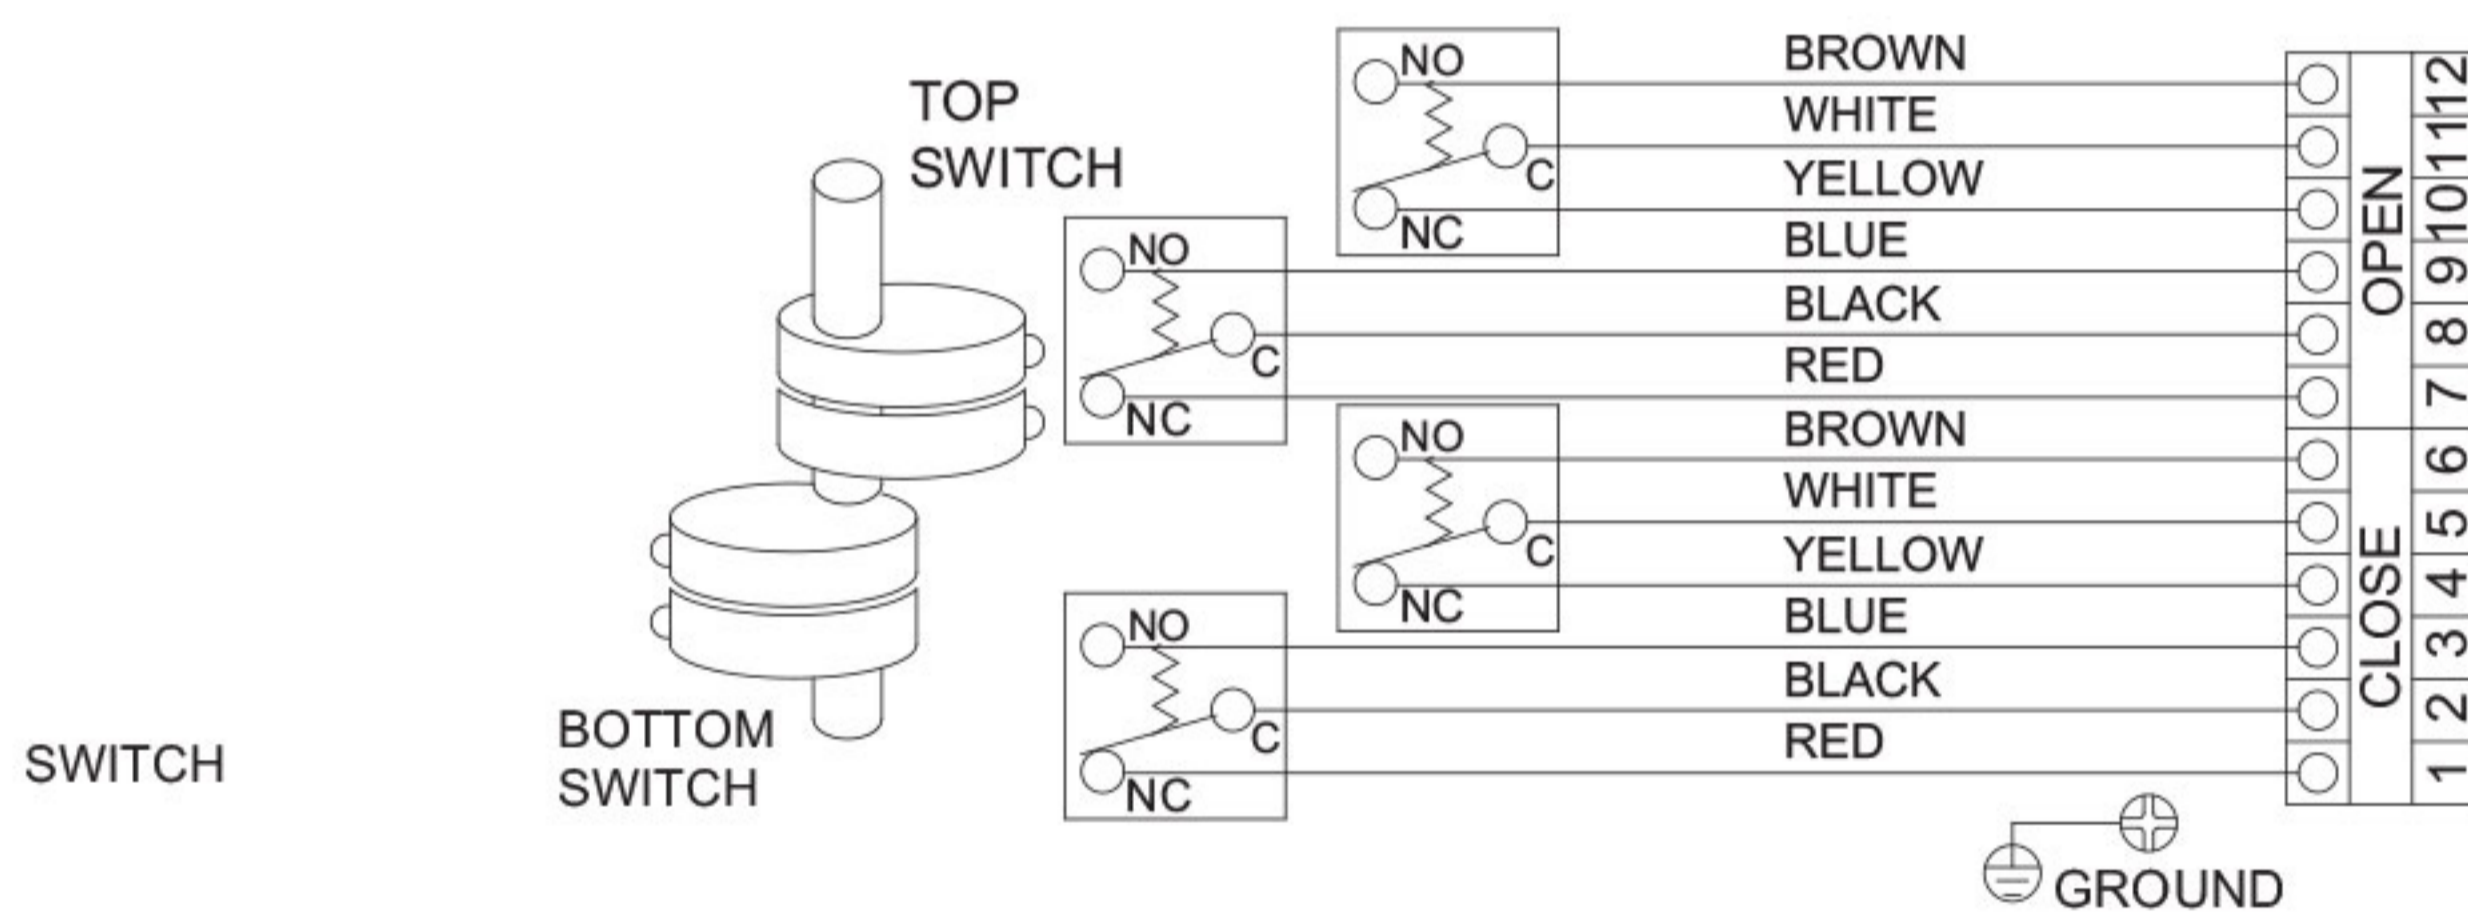 TOP
SWITCH
BOTTOM
SWITCH
SWITCH
NO
C
NC
NO
C
NC
NO
C
NC
NO
C
NC
BROWN
WHITE
YELLOW
BLUE
BLACK
RED
BROWN
WHITE
YELLOW
BLUE
BLACK
RED
OPEN
CLOSE
12
11
10
9
8
7
6
5
4
3
2
1
GROUND